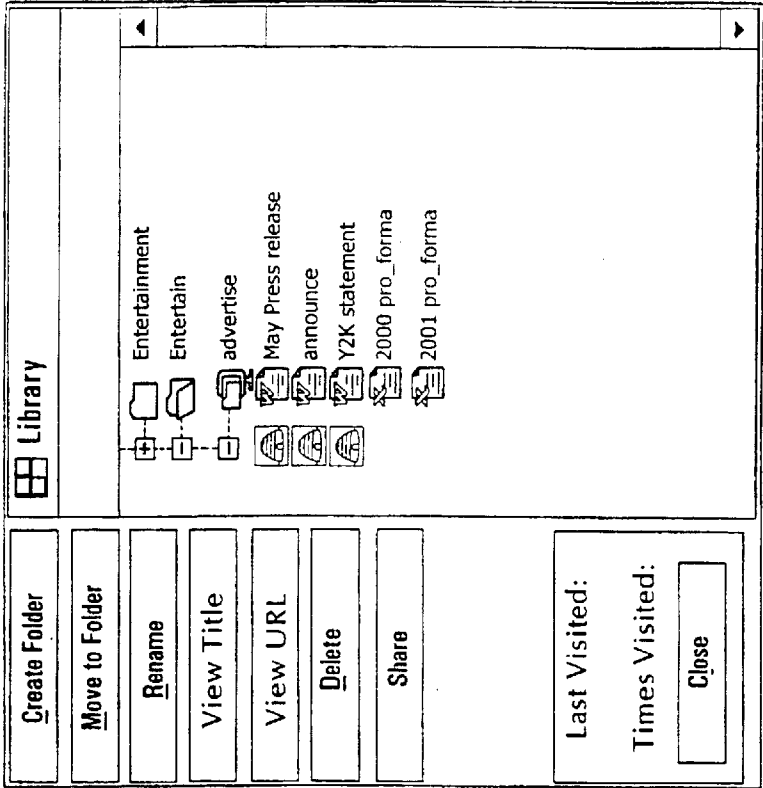 Create Folder
Move to Folder
Rename
View Title
View URL
Delete
Share
Last Visited:
Times Visited:
Close
Library
Entertainment
Entertain
advertise
May Press release
announce
Y2K statement
2000 pro_forma
2001 pro_forma